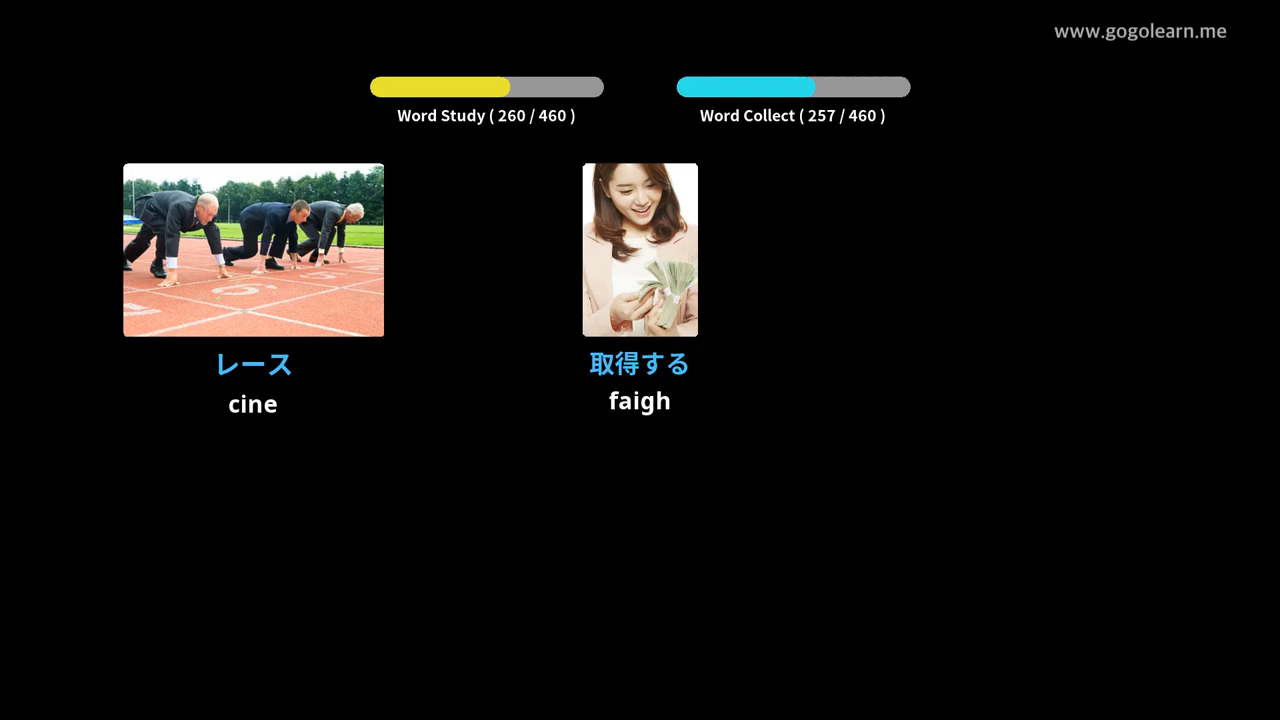 www.gogolearn.me
Word Study ( 260 / 460 )
Word Collect ( 257 / 460 )
レース
cine
取得する
faigh